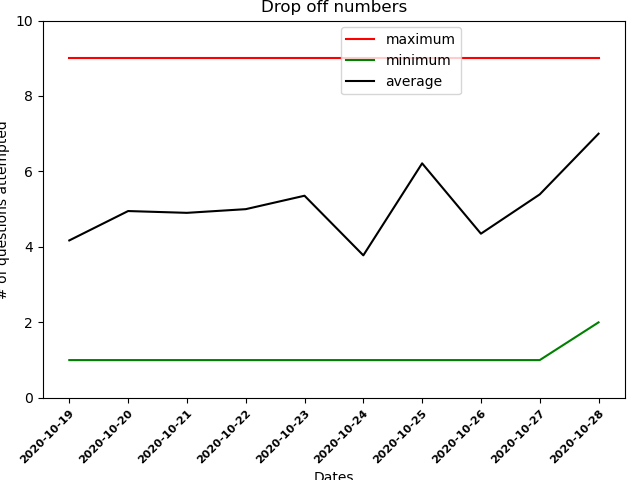 Drop off numbers
maximum
minimum
average
# of questions attempted
10
8
6
4
2
0
2020-10-19
2020-10-20
2020-10-21
2020-10-22
2020-10-23
2020-10-24
2020-10-25
2020-10-26
2020-10-27
2020-10-28
Dates